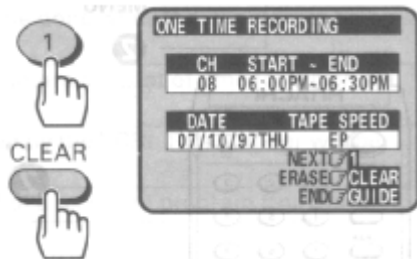 1
CLEAR
ONE TIME RECORDING
CH START ~ END
08 06:00PM~06:30PM
DATE TAPE SPEED
07/10/97THU EP
NEXT☞1
ERASE☞CLEAR
END☞GUIDE